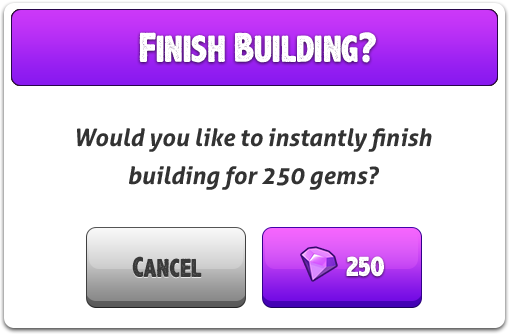 Finish Building?
Would you like to instantly finish
building for 250 gems?
Cancel
250